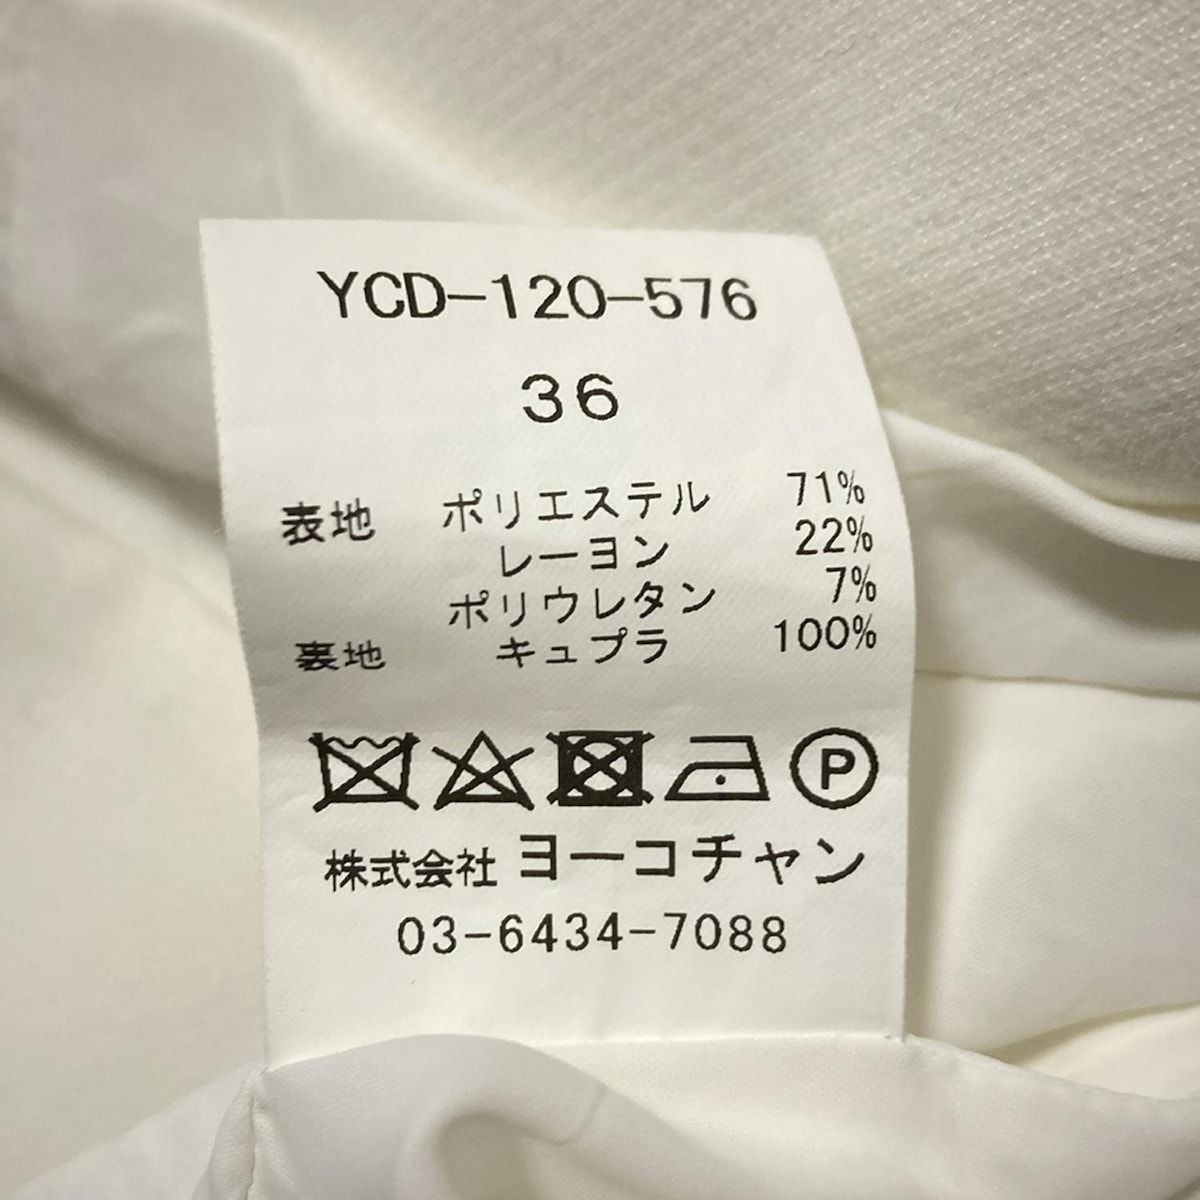 YCD-120-576
36
表地 ポリエステル 71%
レーヨン 22%
ポリウレタン 7%
裏地 キュプラ 100%
P
株式会社 ヨーコチャン
03-6434-7088